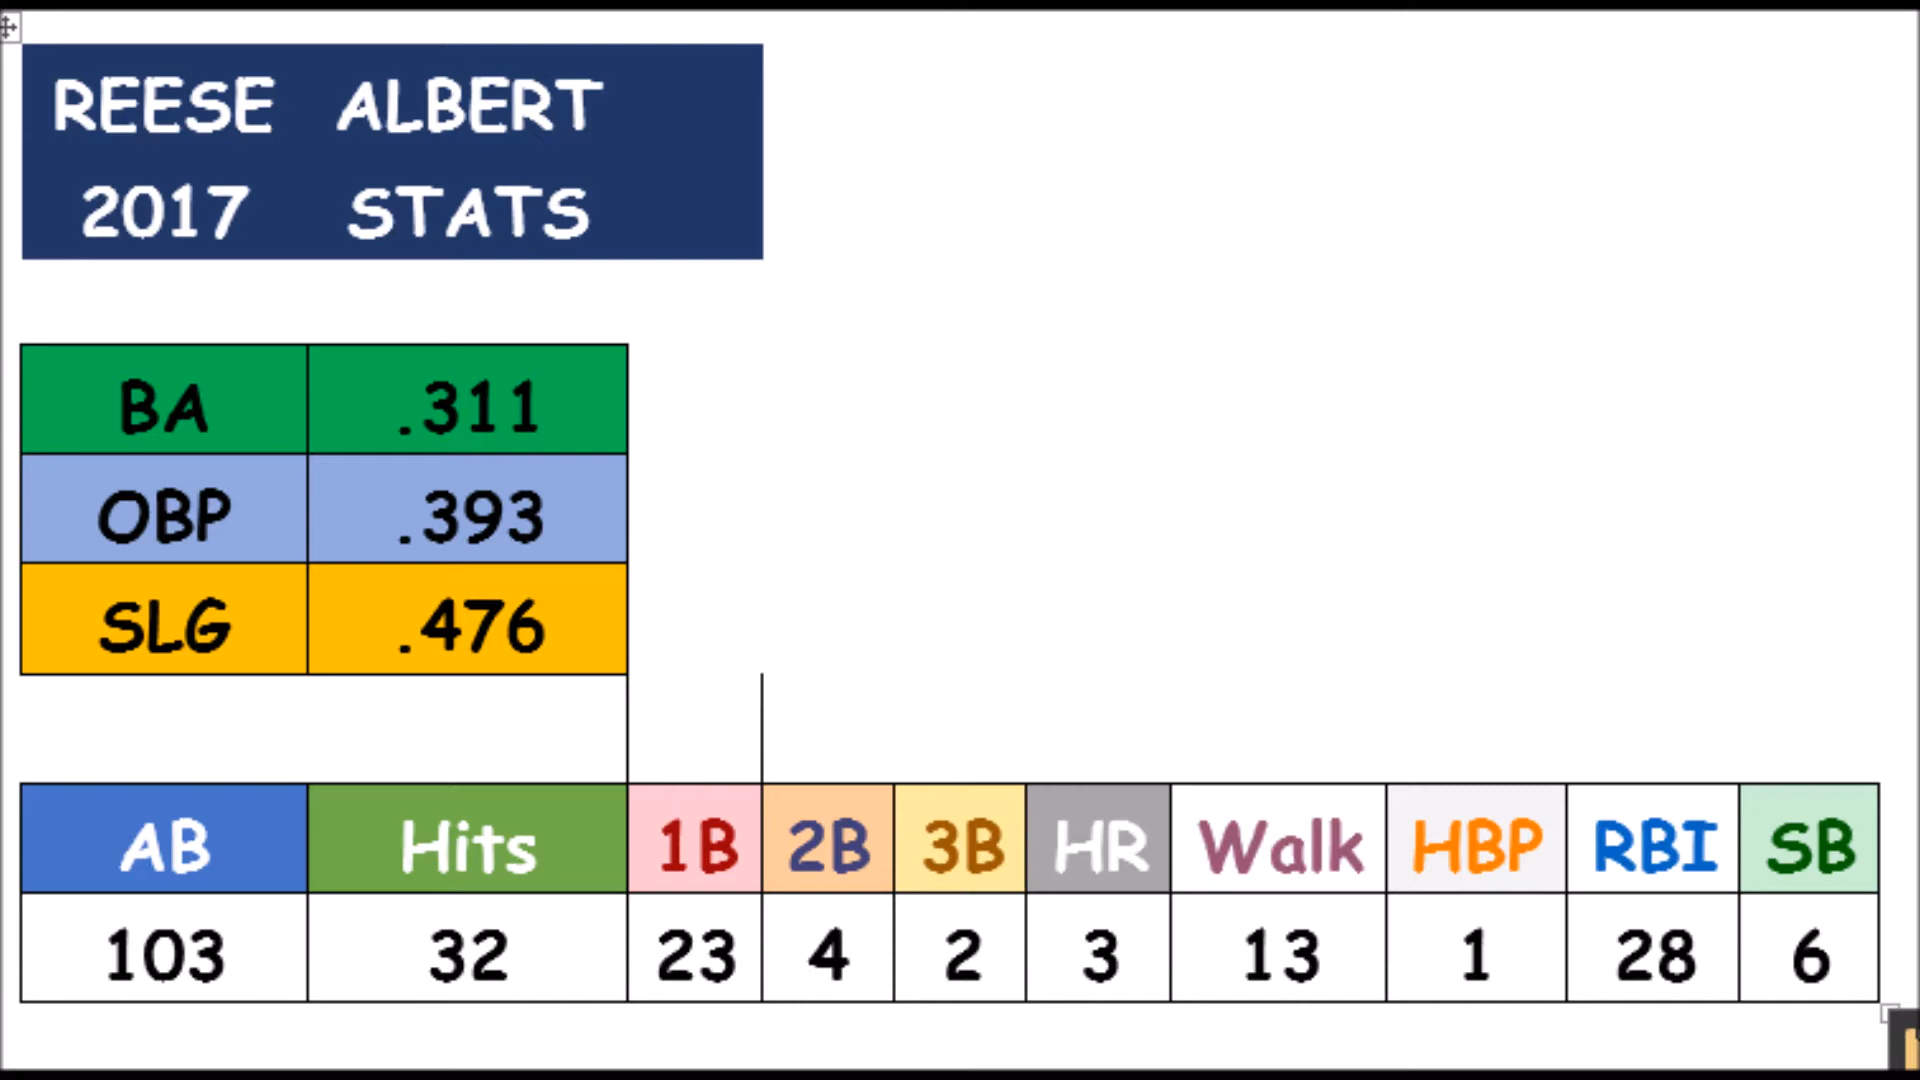 REESE ALBERT
2017 STATS
BA .311
OBP .393
SLG .476
AB Hits 1B 2B 3B HR Walk HBP RBI SB
103 32 23 4 2 3 13 1 28 6